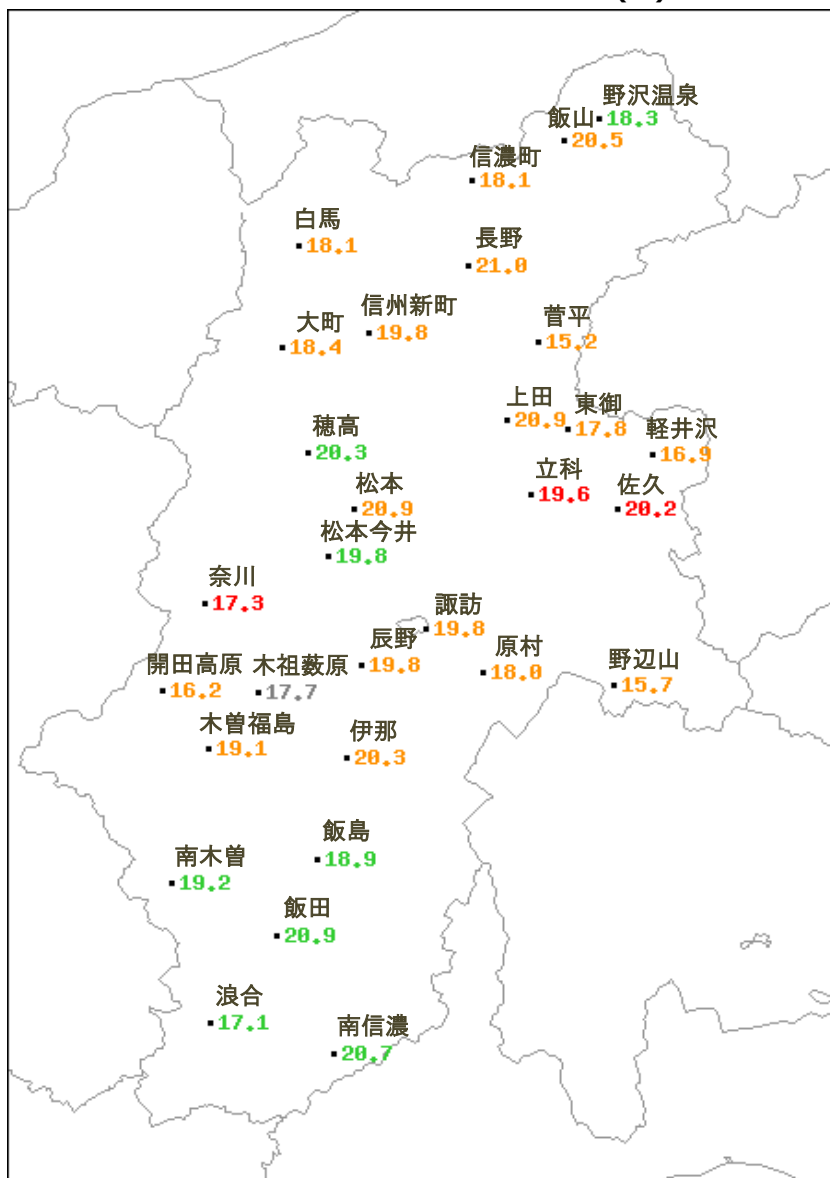 野沢温泉
18.3
飯山
20.5
信濃町
18.1
白馬
18.1
長野
21.0
信州新町
19.8
大町
18.4
菅平
15.2
上田
20.9
東御
17.8
穂高
20.3
軽井沢
16.9
立科
19.6
佐久
20.2
松本
20.9
松本今井
19.8
奈川
17.3
諏訪
19.8
辰野
19.8
原村
18.0
野辺山
15.7
開田高原
16.2
木祖薮原
17.7
木曽福島
19.1
伊那
20.3
飯島
18.9
南木曽
19.2
飯田
20.9
浪合
17.1
南信濃
20.7